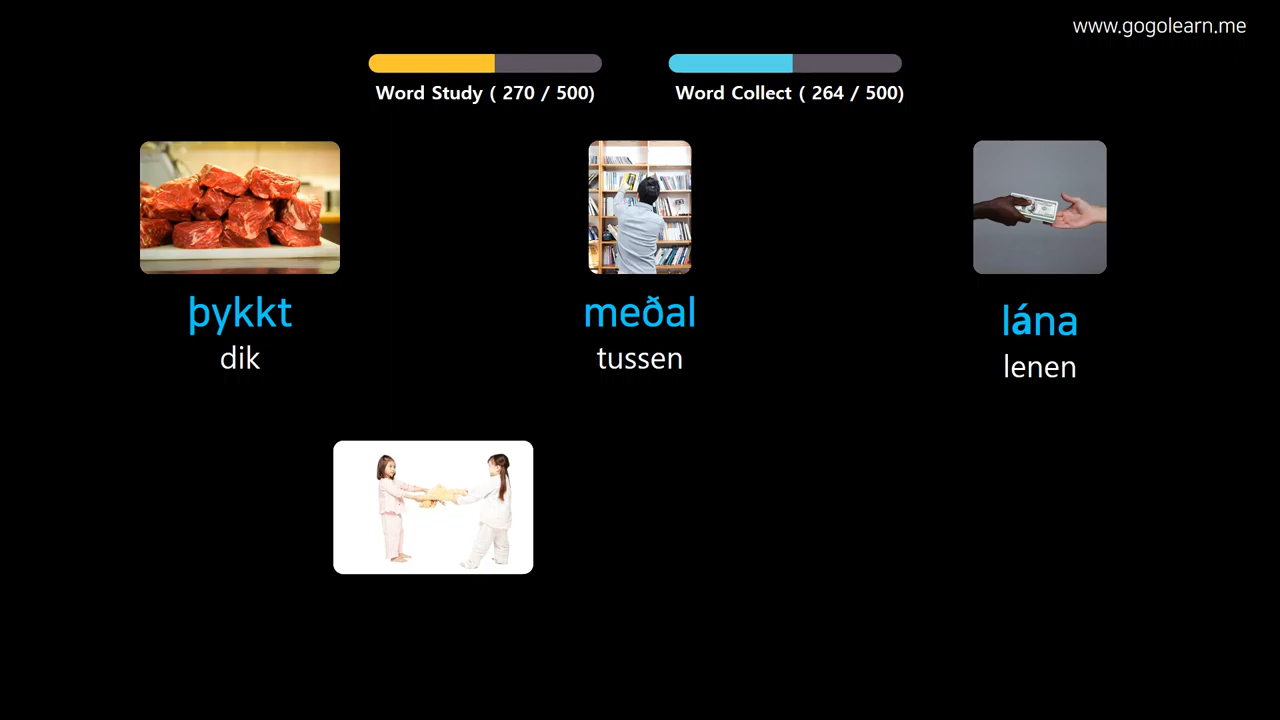 www.gogolearn.me
Word Study ( 270 / 500)
Word Collect ( 264 / 500)
þykkt
dik
meðal
tussen
lána
lenen